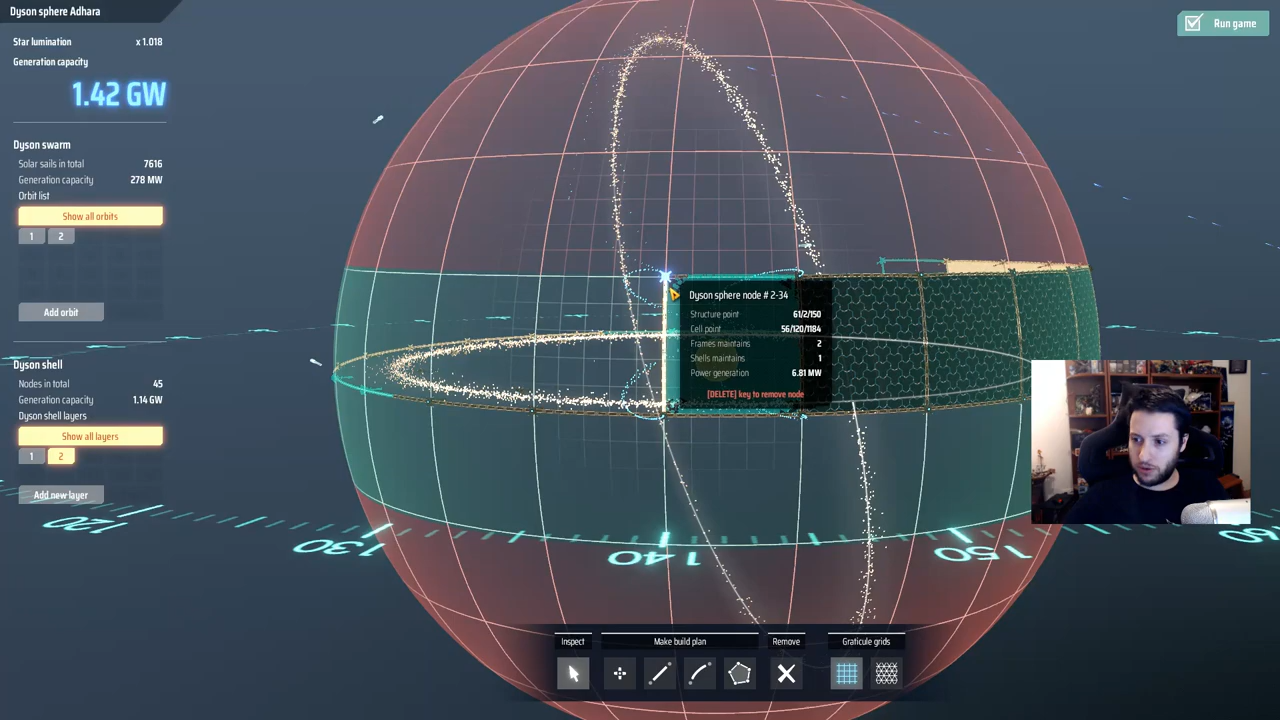 Dyson sphere Adhara
Star lumination x 1.018
Generation capacity
1.42 GW
Dyson swarm
Solar sails in total 7616
Generation capacity 278 MW
Orbit list
Show all orbits
1 2
Add orbit
Dyson shell
Nodes in total 45
Generation capacity 1.14 GW
Dyson shell layers
Show all layers
1 2
Add new layer
Run game
Dyson sphere node # 2-34
Structure point 61/2/150
Cell point 56/120/1184
Frames maintains 2
Shells maintains 1
Power generation 6.81 MW
[DELETE] key to remove node
120 130 140 150
Inspect Make build plan Remove Graticule grids